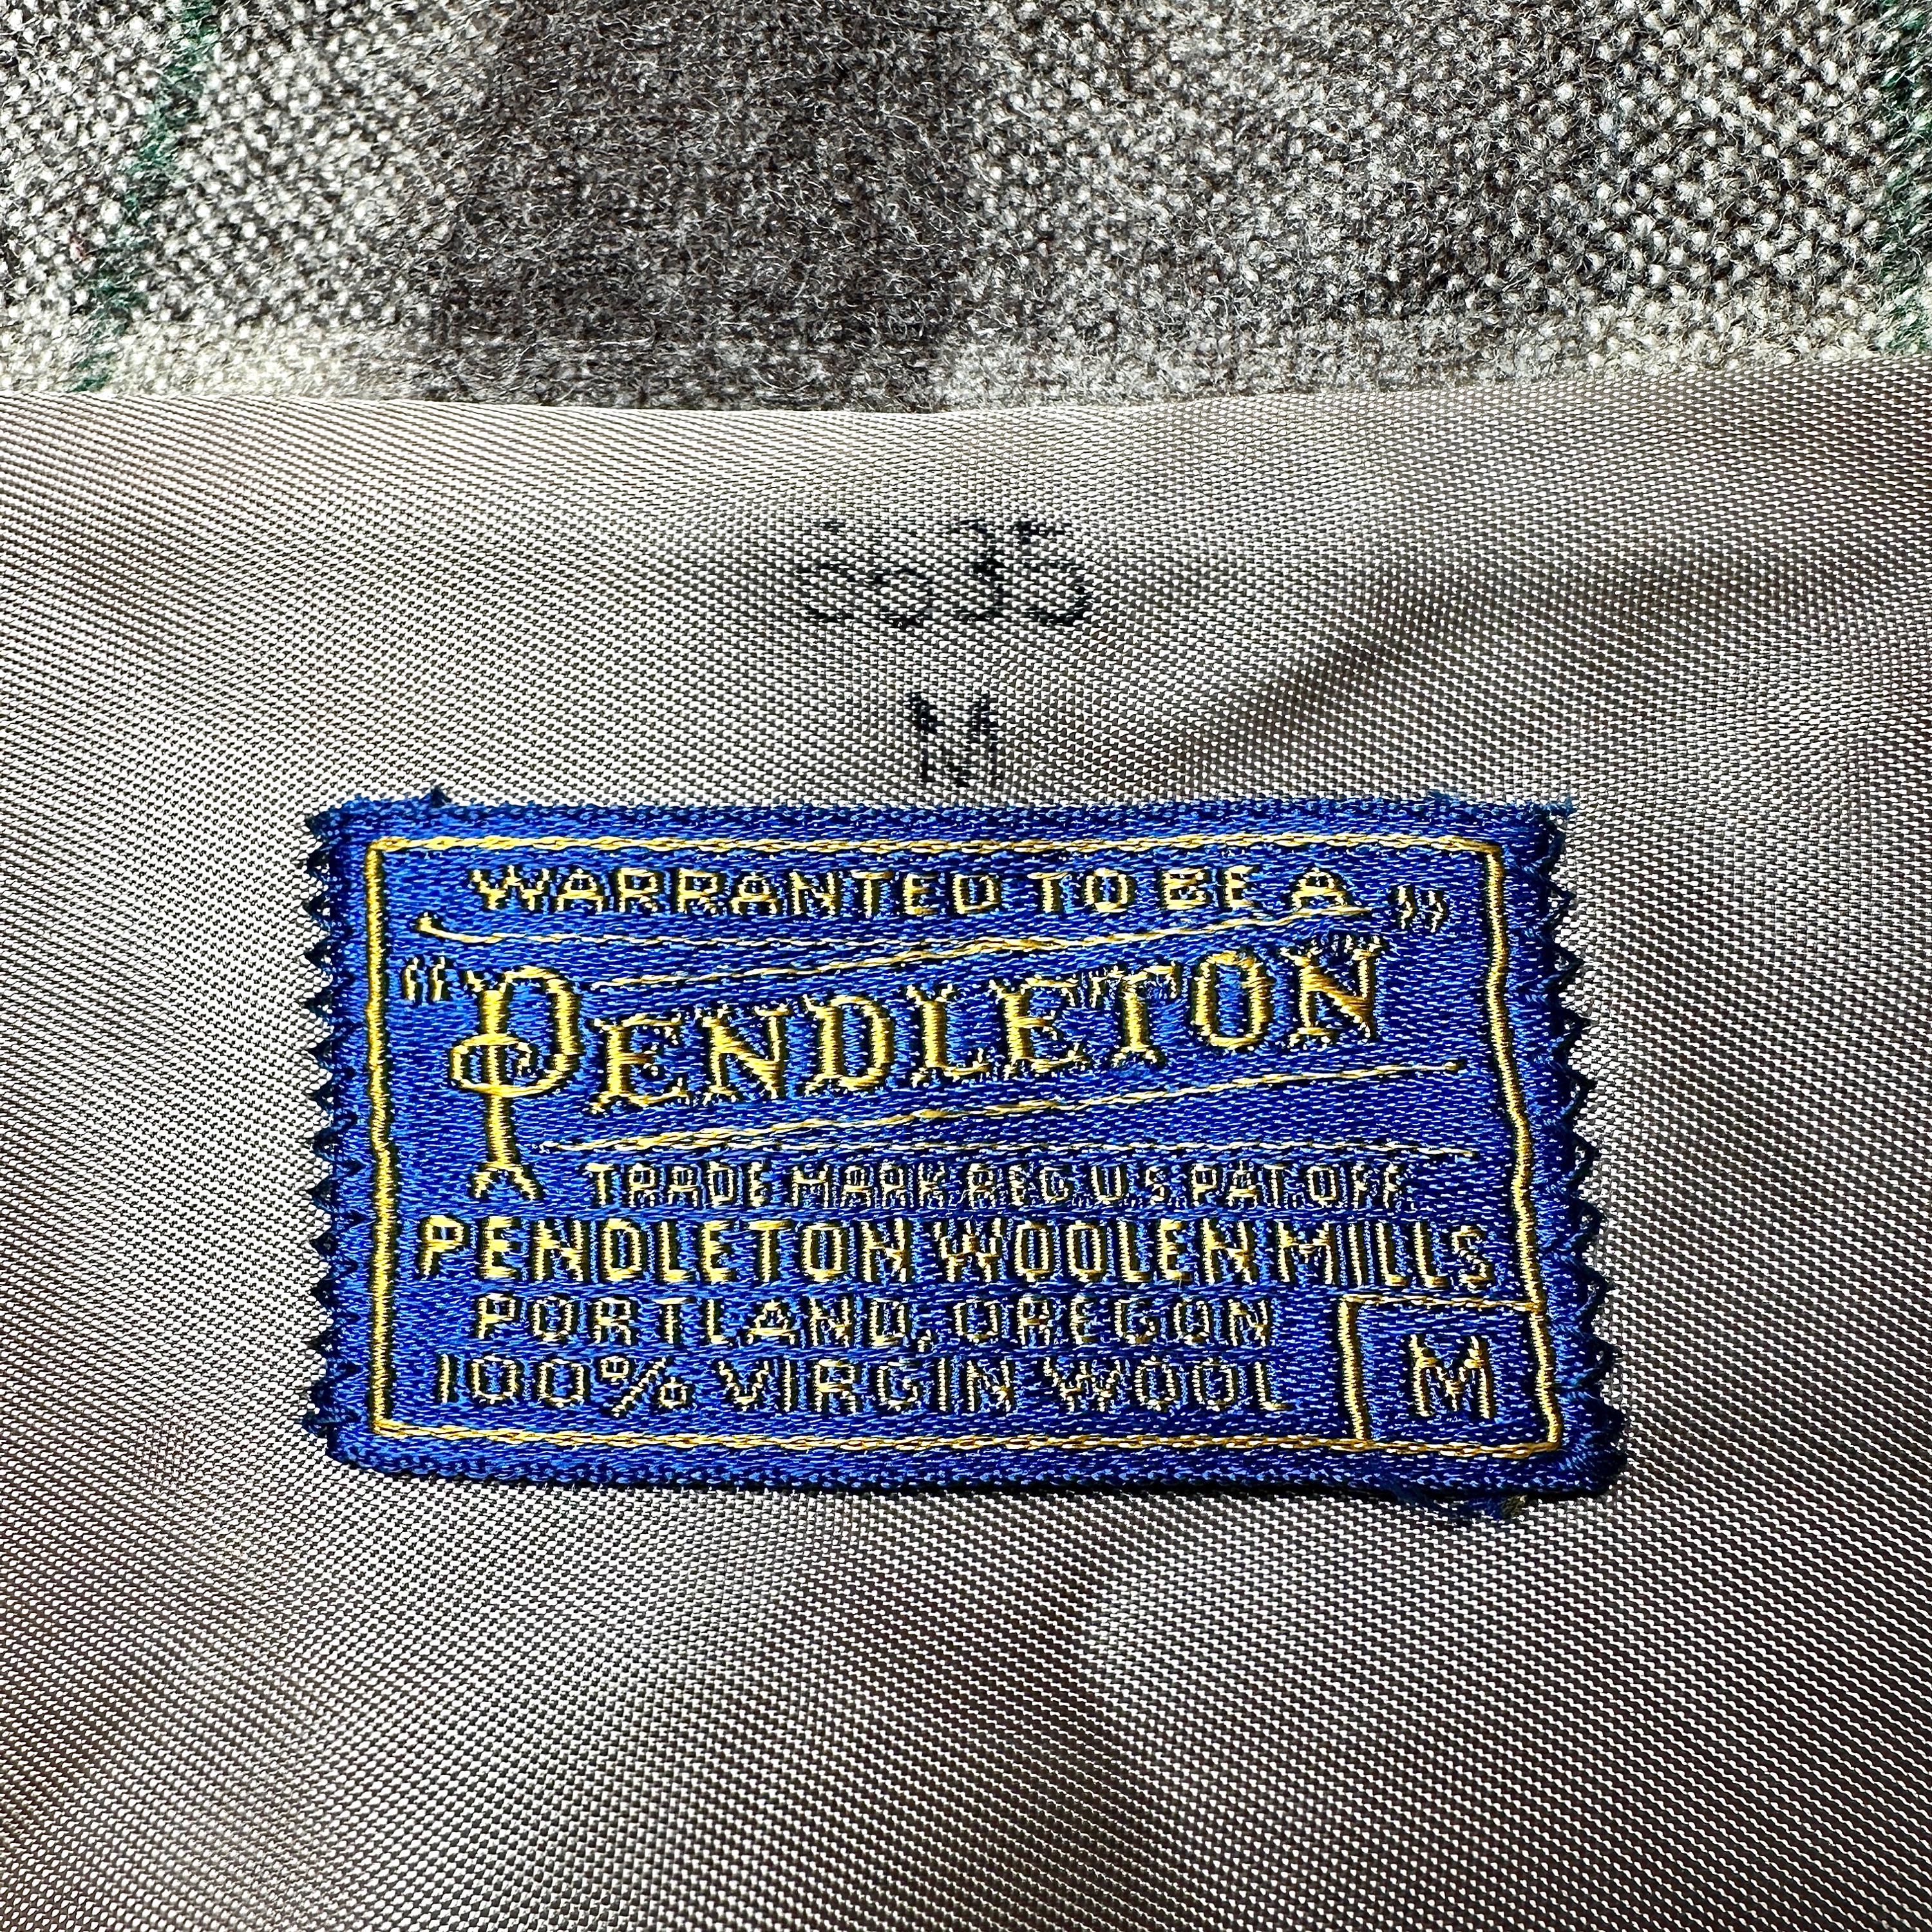 M
WARRANTED TO BE A
"PENDLETON"
TRADE MARK REG U.S. PAT. OFF.
PENDLETON WOOLEN MILLS
PORTLAND, OREGON
100% VIRGIN WOOL
M